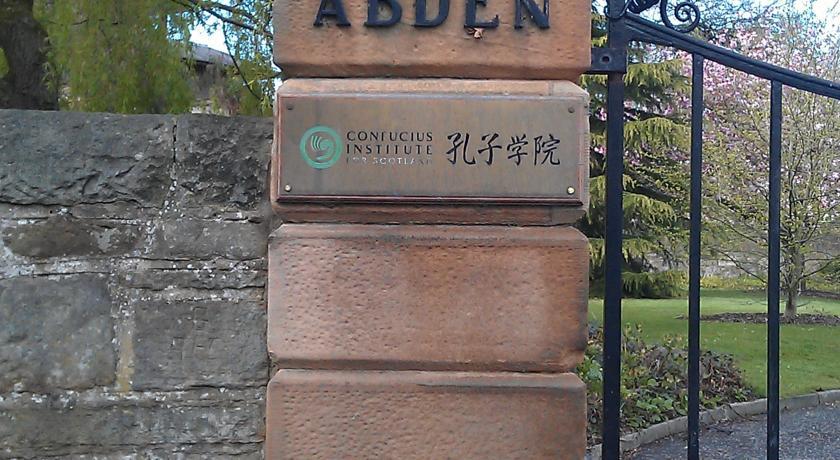 ABDEN
CONFUCIUS
INSTITUTE
FOR SCOTLAND
孔子学院